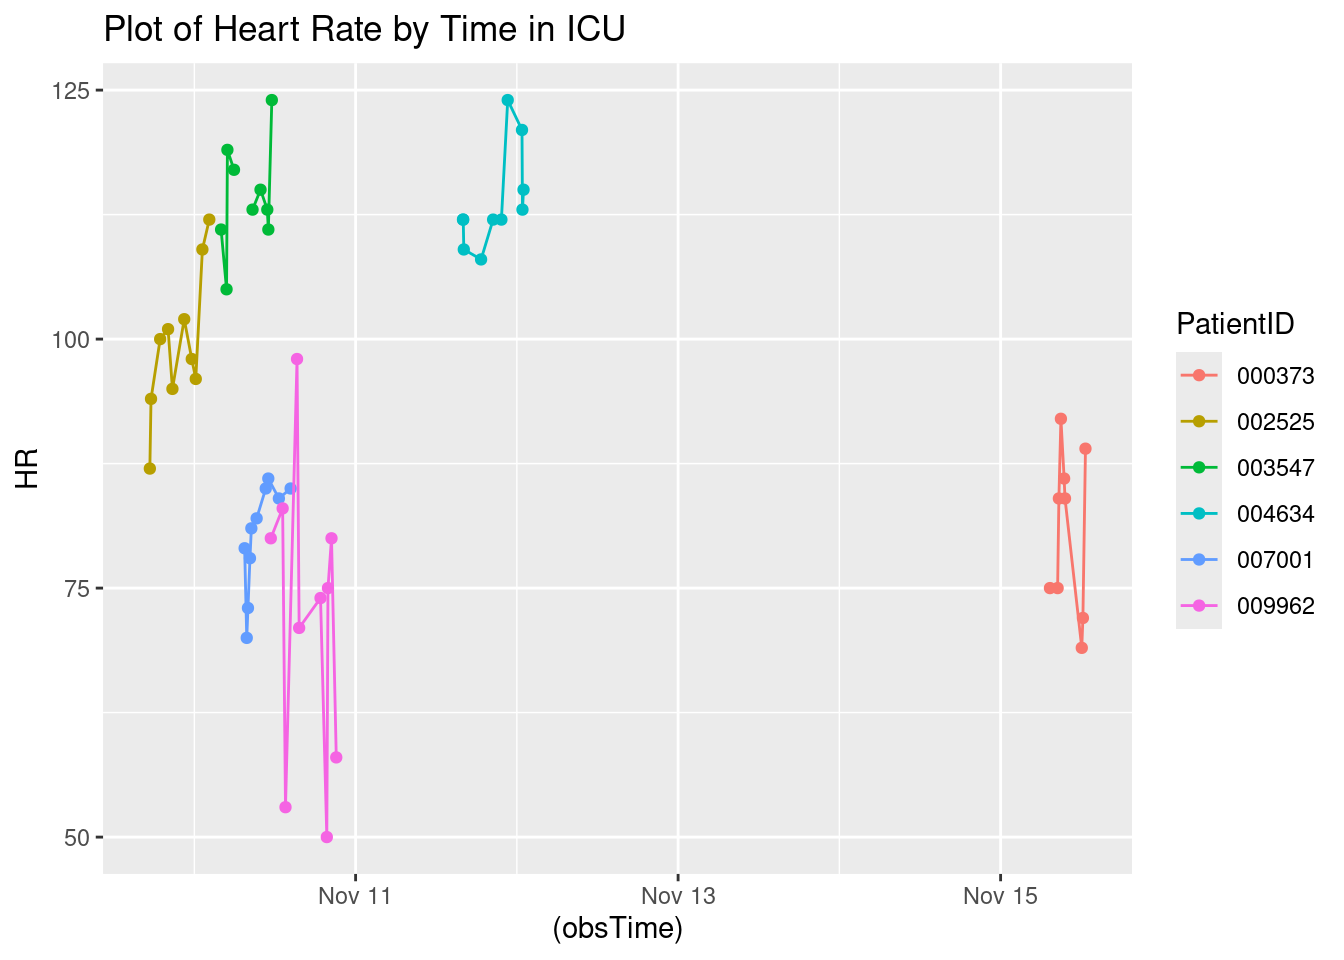 Plot of Heart Rate by Time in ICU
125
100
75
50
HR
Nov 11
Nov 13
Nov 15
(obsTime)
PatientID
000373
002525
003547
004634
007001
009962